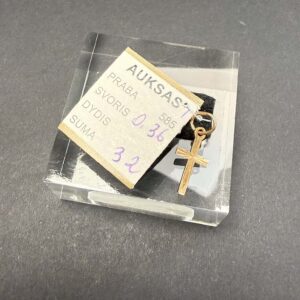 AUKSAS
PRABA 585
SVORIS 0.36
DYDIS
SUMA 32